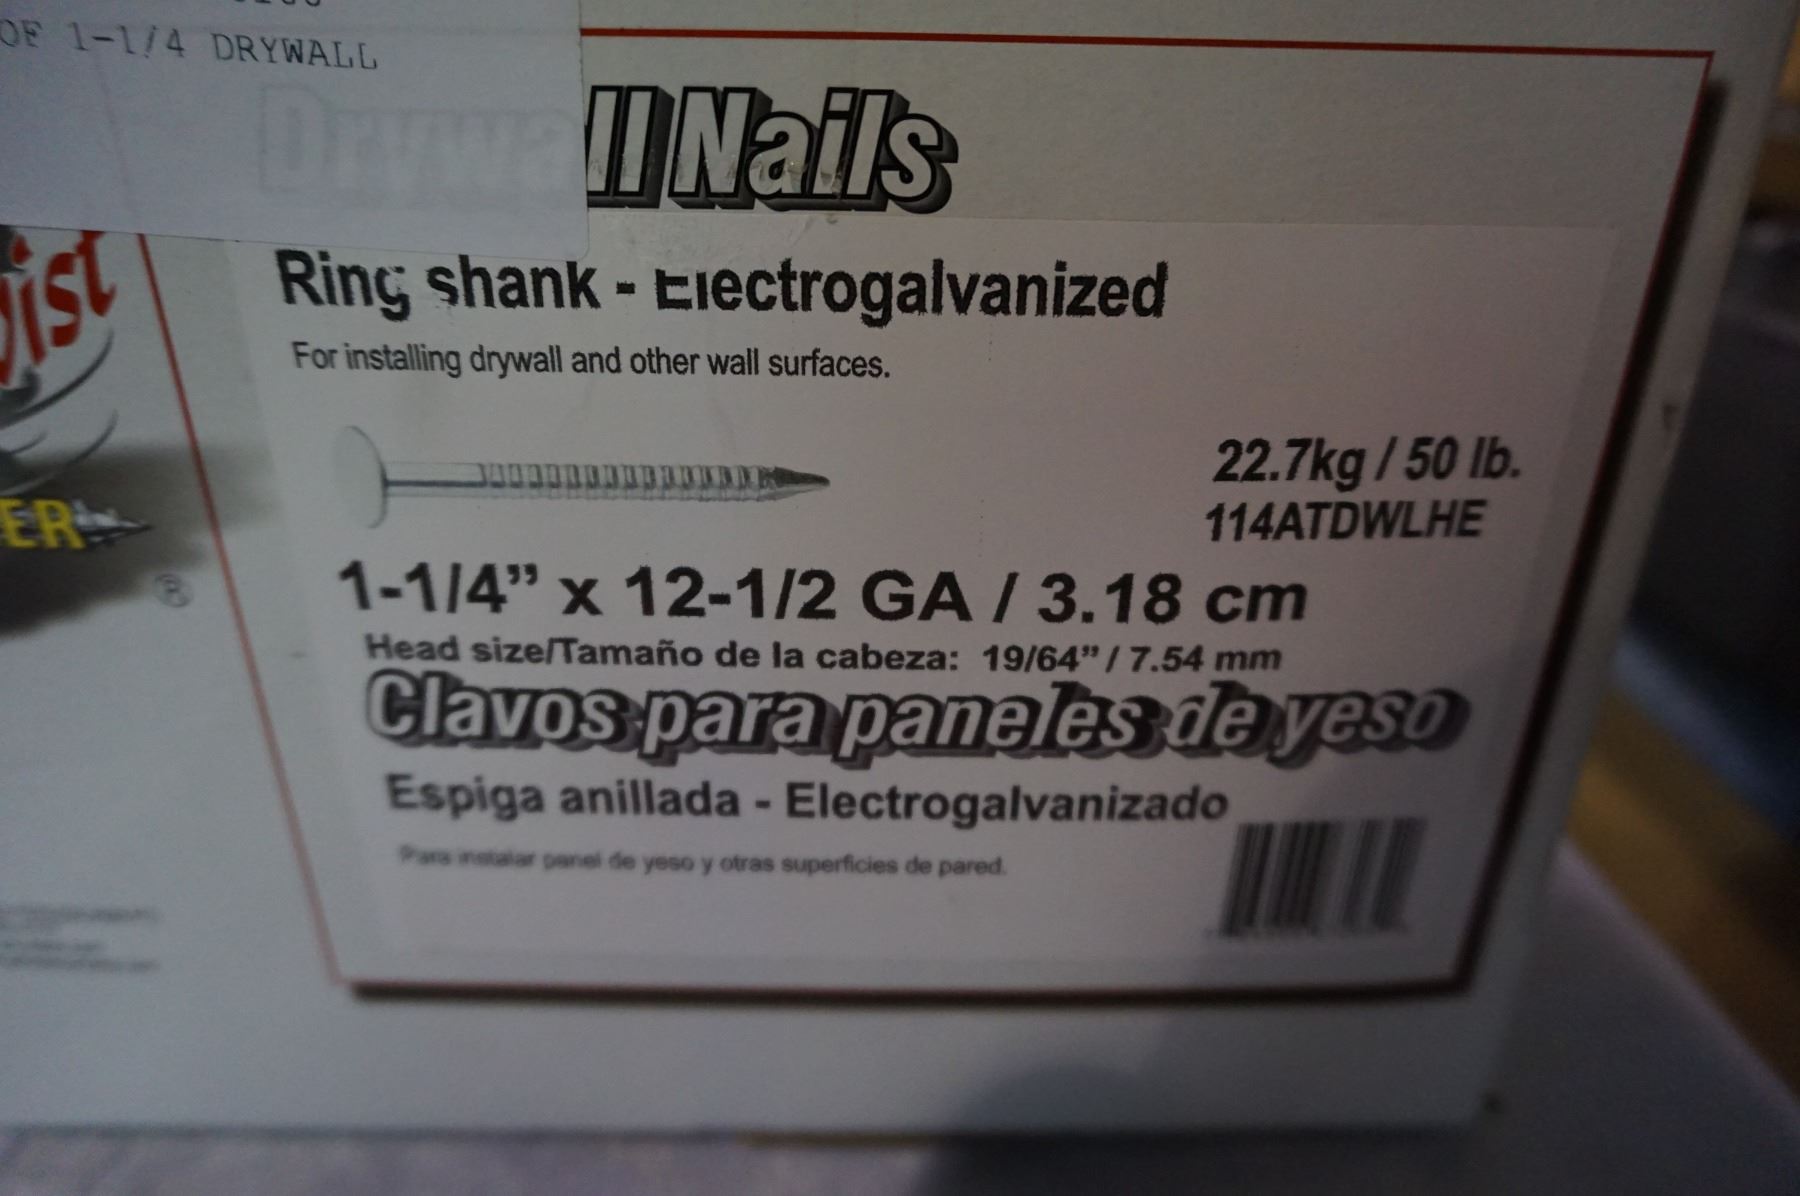 OF 1-1/4 DRYWALL
Drywall Nails
Ring shank - Electrogalvanized
For installing drywall and other wall surfaces.
22.7kg / 50 lb.
114ATDWLHE
1-1/4” x 12-1/2 GA / 3.18 cm
Head size/Tamaño de la cabeza: 19/64” / 7.54 mm
Clavos para paneles de yeso
Espiga anillada - Electrogalvanizado
Para instalar panel de yeso y otras superficies de pared.
ER
®